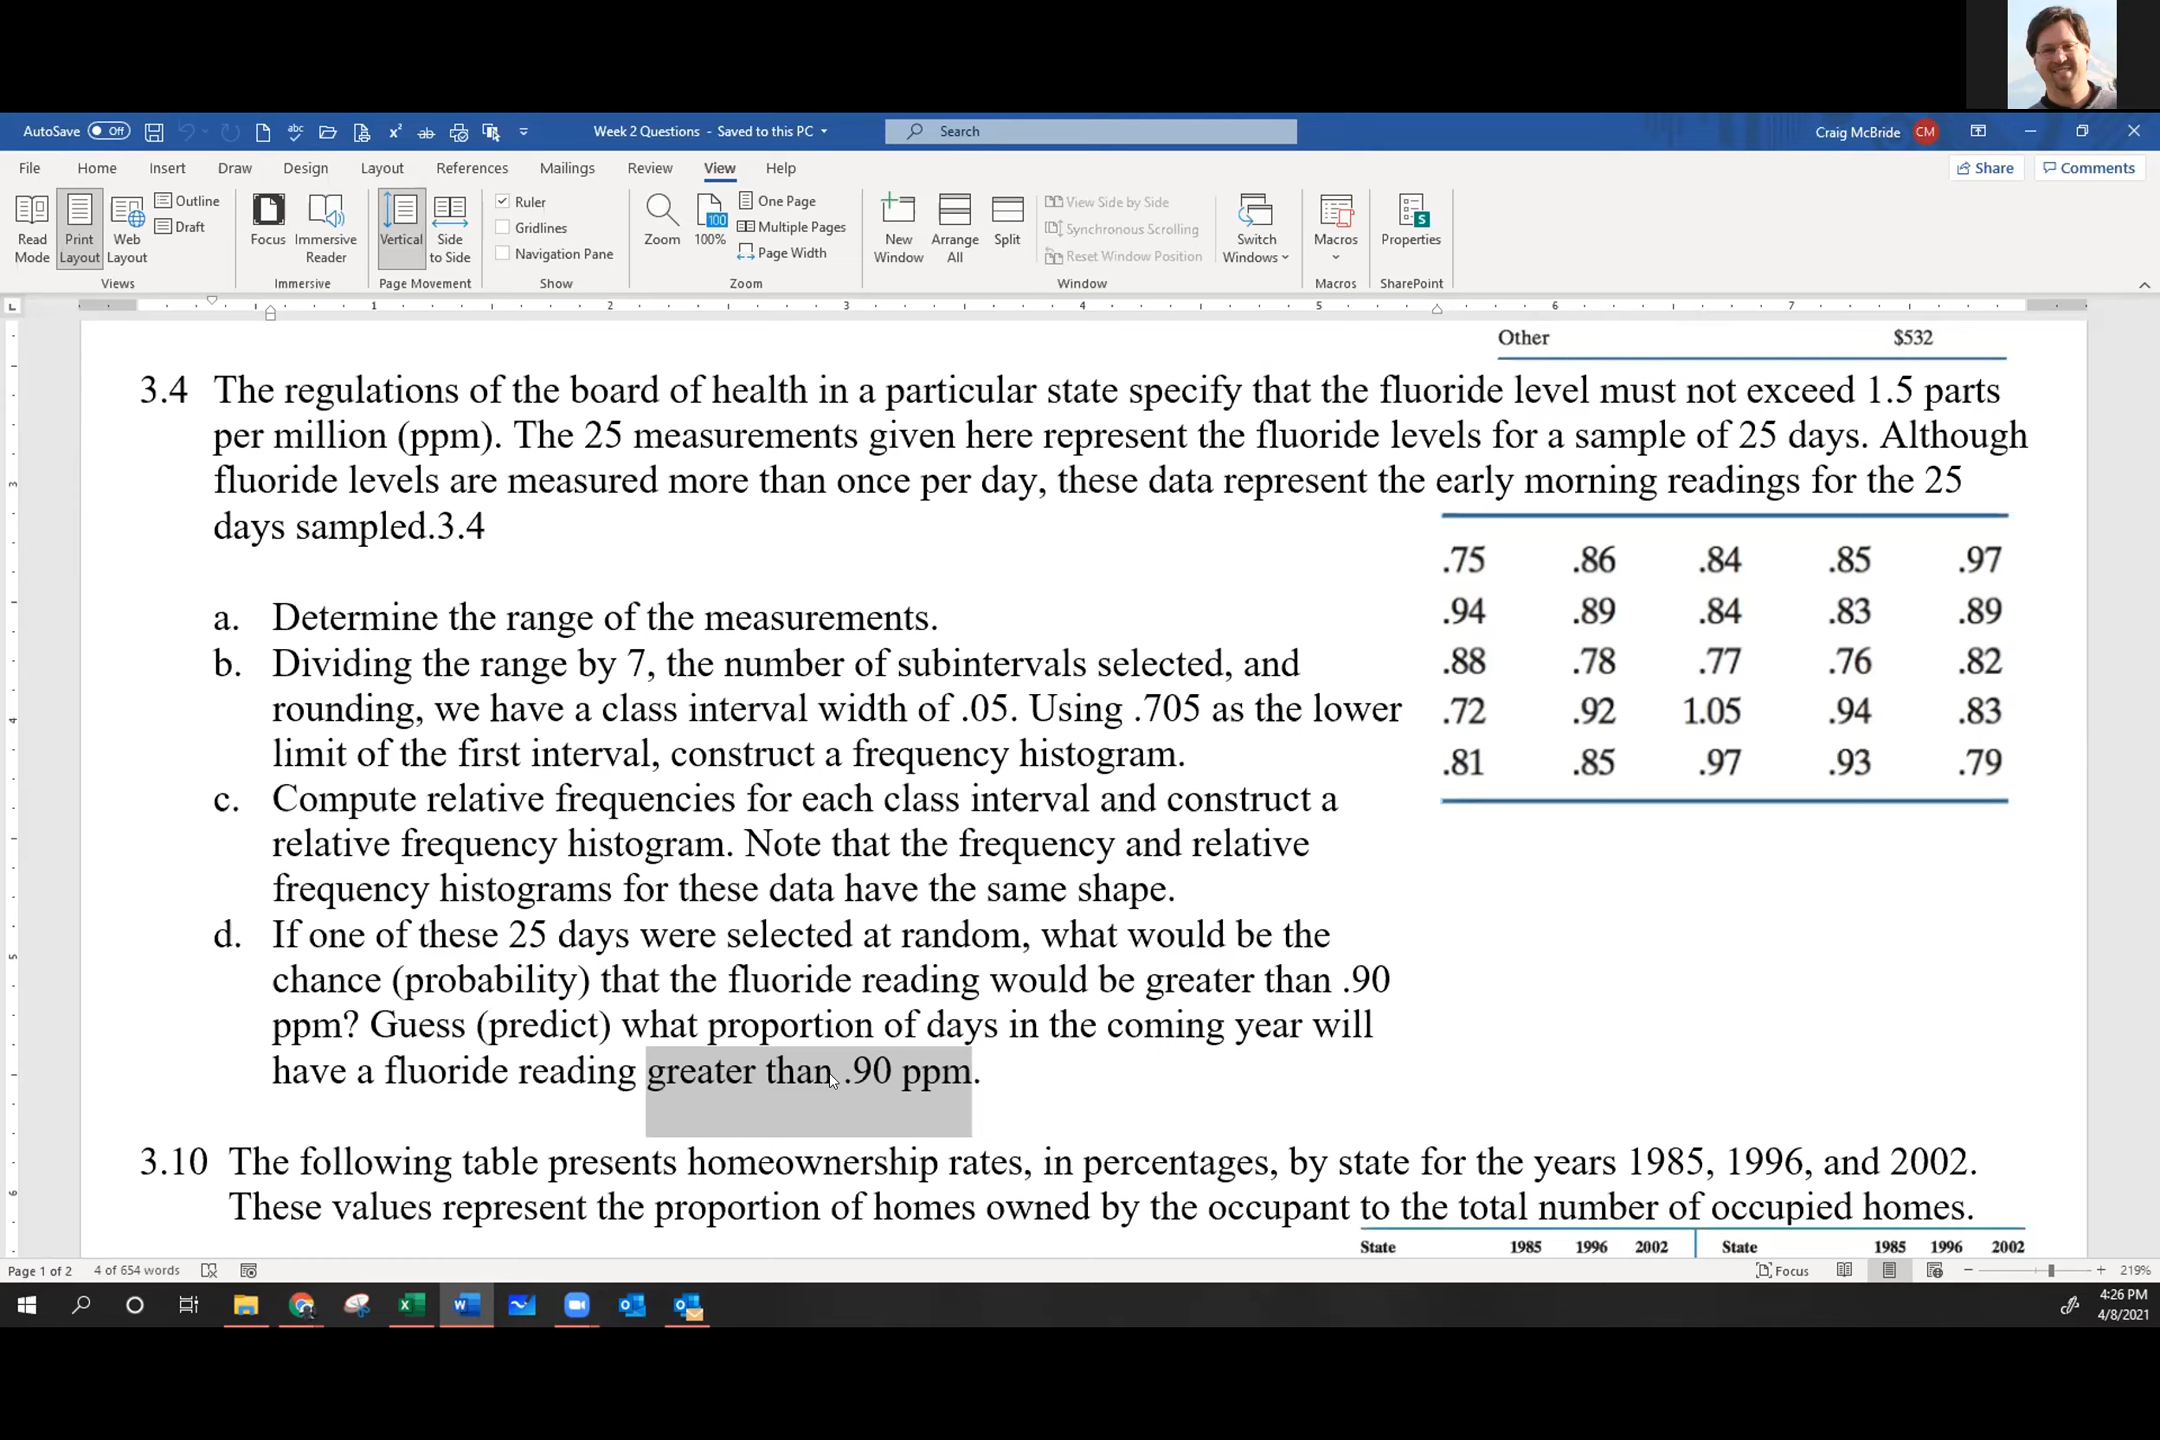 AutoSave Off Week 2 Questions - Saved to this PC Search Craig McBride CM
File Home Insert Draw Design Layout References Mailings Review View Help Share Comments
Read Mode
Print Layout
Web Layout
Outline
Draft
Views
Focus
Immersive Reader
Immersive
Vertical
Side to Side
Page Movement
Ruler
Gridlines
Navigation Pane
Show
Zoom
100
100%
One Page
Multiple Pages
Page Width
Zoom
New Window
Arrange All
Split
View Side by Side
Synchronous Scrolling
Reset Window Position
Window
Switch Windows
Macros
Macros
Properties
SharePoint
1 2 3 4 5 6 7
Other $532
3.4 The regulations of the board of health in a particular state specify that the fluoride level must not exceed 1.5 parts
per million (ppm). The 25 measurements given here represent the fluoride levels for a sample of 25 days. Although
fluoride levels are measured more than once per day, these data represent the early morning readings for the 25
days sampled.3.4
a. Determine the range of the measurements.
b. Dividing the range by 7, the number of subintervals selected, and
rounding, we have a class interval width of .05. Using .705 as the lower
limit of the first interval, construct a frequency histogram.
c. Compute relative frequencies for each class interval and construct a
relative frequency histogram. Note that the frequency and relative
frequency histograms for these data have the same shape.
d. If one of these 25 days were selected at random, what would be the
chance (probability) that the fluoride reading would be greater than .90
ppm? Guess (predict) what proportion of days in the coming year will
have a fluoride reading greater than .90 ppm.
.75 .86 .84 .85 .97
.94 .89 .84 .83 .89
.88 .78 .77 .76 .82
.72 .92 1.05 .94 .83
.81 .85 .97 .93 .79
3.10 The following table presents homeownership rates, in percentages, by state for the years 1985, 1996, and 2002.
These values represent the proportion of homes owned by the occupant to the total number of occupied homes.
State 1985 1996 2002 State 1985 1996 2002
Page 1 of 2 4 of 654 words Focus 219%
4:26 PM
4/8/2021